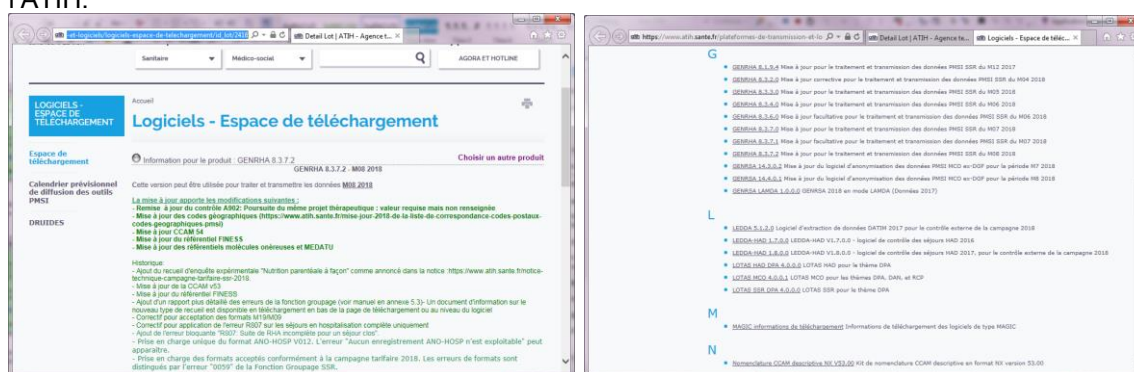 l'ATIH.
-et-logiciels/logiciels-espace-de-telechargement/id_lot/2418
Detail Lot | ATIH - Agence t...
Sanitaire
Médico-social
AGORA ET HOTLINE
LOGICIELS -
ESPACE DE
TÉLÉCHARGEMENT
Espace de
téléchargement
Calendrier prévisionnel
de diffusion des outils
PMSI
DRUIDES
Accueil
Logiciels - Espace de téléchargement
Information pour le produit : GENRHA 8.3.7.2
Choisir un autre produit
GENRHA 8.3.7.2 - M08 2018
Cette version peut être utilisée pour traiter et transmettre les données M08 2018
La mise à jour apporte les modifications suivantes :
- Remise à jour du contrôle A902: Poursuite du même projet thérapeutique : valeur requise mais non renseignée
- Mise à jour des codes géographiques (https://www.atih.sante.fr/mise-jour-2018-de-la-liste-de-correspondance-codes-postaux-
codes-geographiques-pmsi)
- Mise à jour CCAM 54
- Mise à jour du référentiel FINESS
- Mise à jour des référentiels molécules onéreuses et MEDATU
Historique:
- Ajout du recueil d'enquête expérimentale "Nutrition parentéale à façon" comme annoncé dans la notice :https://www.atih.sante.fr/notice-
technique-campagne-tarifaire-ssr-2018.
- Mise à jour de la CCAM v53
- Mise à jour du référentiel FINESS
- Ajout d'un rapport plus détaillé des erreurs de la fonction groupage (voir manuel en annexe 5.3)- Un document d'information sur le
nouveau type de recueil est disponible en téléchargement en bas de la page de téléchargement ou au niveau du logiciel
- Correctif pour acceptation des formats M19/M09
- Correctif pour application de l'erreur R807 sur les séjours en hospitalisation complète uniquement
- Ajout de l'erreur bloquante "R807: Suite de RHA incomplète pour un séjour clos".
- Prise en charge unique du format ANO-HOSP V012. L'erreur "Aucun enregistrement ANO-HOSP n'est exploitable" peut
apparaître.
- Prise en charge des formats acceptés conformément à la campagne tarifaire 2018. Les erreurs de formats sont
distingués par l'erreur "0059" de la Fonction Groupage SSR.
https://www.atih.sante.fr/plateformes-de-transmission-et-lo
Detail Lot | ATIH - Agence te...
Logiciels - Espace de téléc...
G
GENRHA 8.1.9.4 Mise à jour pour le traitement et transmission des données PMSI SSR du M12 2017
GENRHA 8.3.2.0 Mise à jour corrective pour le traitement et transmission des données PMSI SSR du M04 2018
GENRHA 8.3.3.0 Mise à jour pour le traitement et transmission des données PMSI SSR du M05 2018
GENRHA 8.3.4.0 Mise à jour pour le traitement et transmission des données PMSI SSR du M06 2018
GENRHA 8.3.6.0 Mise à jour facultative pour le traitement et transmission des données PMSI SSR du M06 2018
GENRHA 8.3.7.0 Mise à jour pour le traitement et transmission des données PMSI SSR du M07 2018
GENRHA 8.3.7.1 Mise à jour facultative pour le traitement et transmission des données PMSI SSR du M07 2018
GENRHA 8.3.7.2 Mise à jour pour le traitement et transmission des données PMSI SSR du M08 2018
GENRSA 14.3.0.2 Mise à jour du logiciel d'anonymisation des données PMSI MCO ex-DGF pour la période M7 2018
GENRSA 14.4.0.1 Mise à jour du logiciel d'anonymisation des données PMSI MCO ex-DGF pour la période M8 2018
GENRSA LAMDA 1.0.0.0 GENRSA 2018 en mode LAMDA (Données 2017)
L
LEDDA 5.1.2.0 Logiciel d'extraction de données DATIM 2017 pour le contrôle externe de la campagne 2018
LEDDA-HAD 1.7.0.0 LEDDA-HAD V1.7.0.0 - logiciel de contrôle des séjours HAD 2016
LEDDA-HAD 1.8.0.0 LEDDA-HAD V1.8.0.0 - logiciel de contrôle des séjours HAD 2017, pour le contrôle externe de la campagne 2018
LOTAS HAD DPA 4.0.0.0 LOTAS HAD pour le thème DPA
LOTAS MCO 4.0.0.1 LOTAS MCO pour les thèmes DPA, DAN, et RCP
LOTAS SSR DPA 4.0.0.0 LOTAS SSR pour le thème DPA
M
MAGIC informations de téléchargement Informations de téléchargement des logiciels de type MAGIC
N
Nomenclature CCAM descriptive NX V53.00 Kit de nomenclature CCAM descriptive en format NX version 53.00